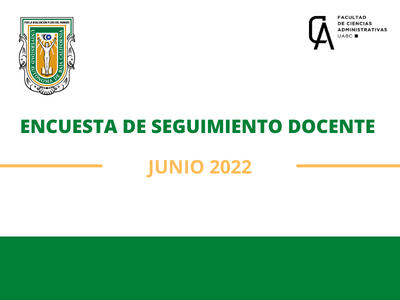 POR LA REALIZACIÓN PLENA DEL HOMBRE
UNIVERSIDAD AUTÓNOMA DE BAJA CALIFORNIA
CA
FACULTAD
DE CIENCIAS
ADMINISTRATIVAS
UABC
ENCUESTA DE SEGUIMIENTO DOCENTE
JUNIO 2022